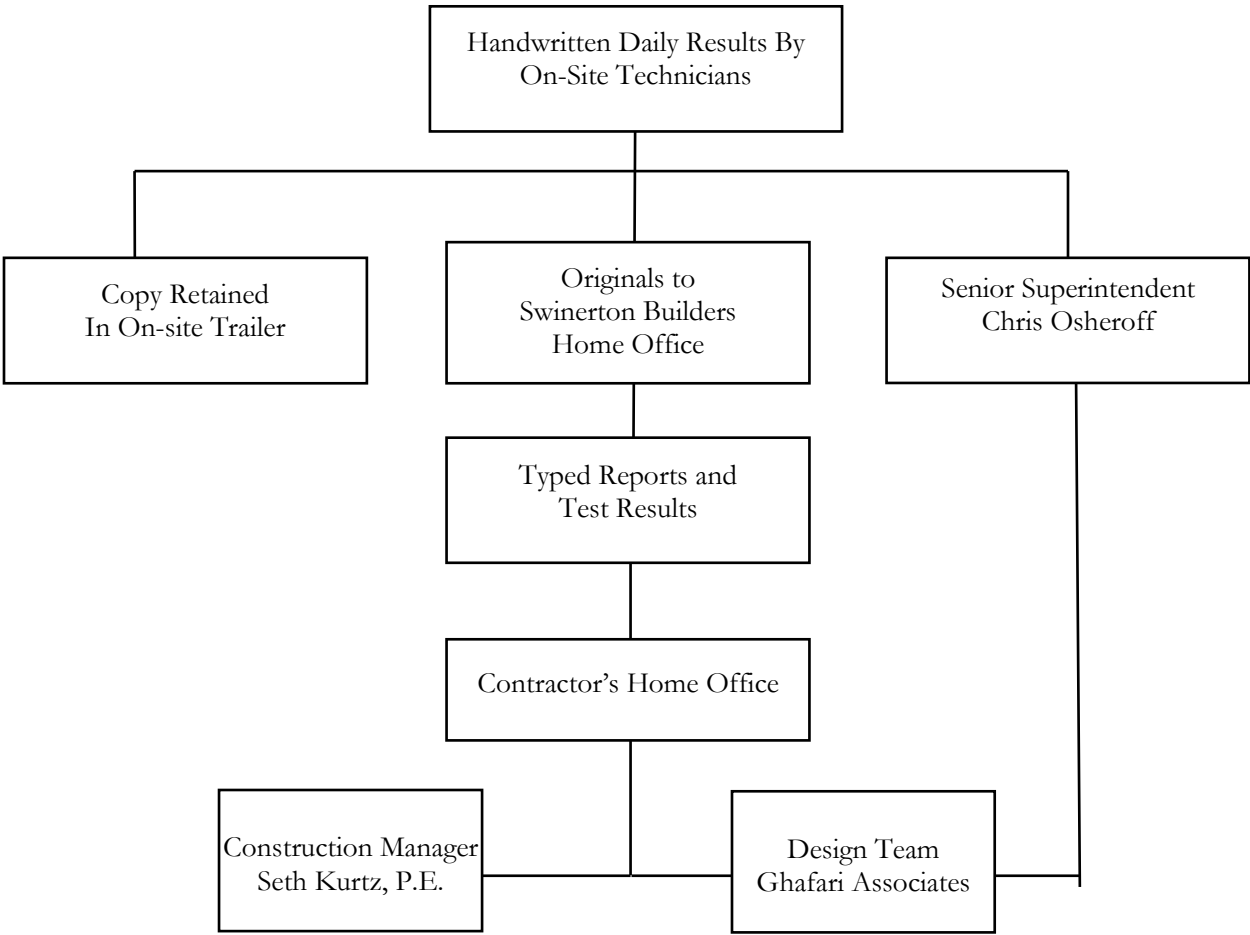 Handwritten Daily Results By
On-Site Technicians
Copy Retained
In On-site Trailer
Originals to
Swinerton Builders
Home Office
Senior Superintendent
Chris Osheroff
Typed Reports and
Test Results
Contractor’s Home Office
Construction Manager
Seth Kurtz, P.E.
Design Team
Ghafari Associates